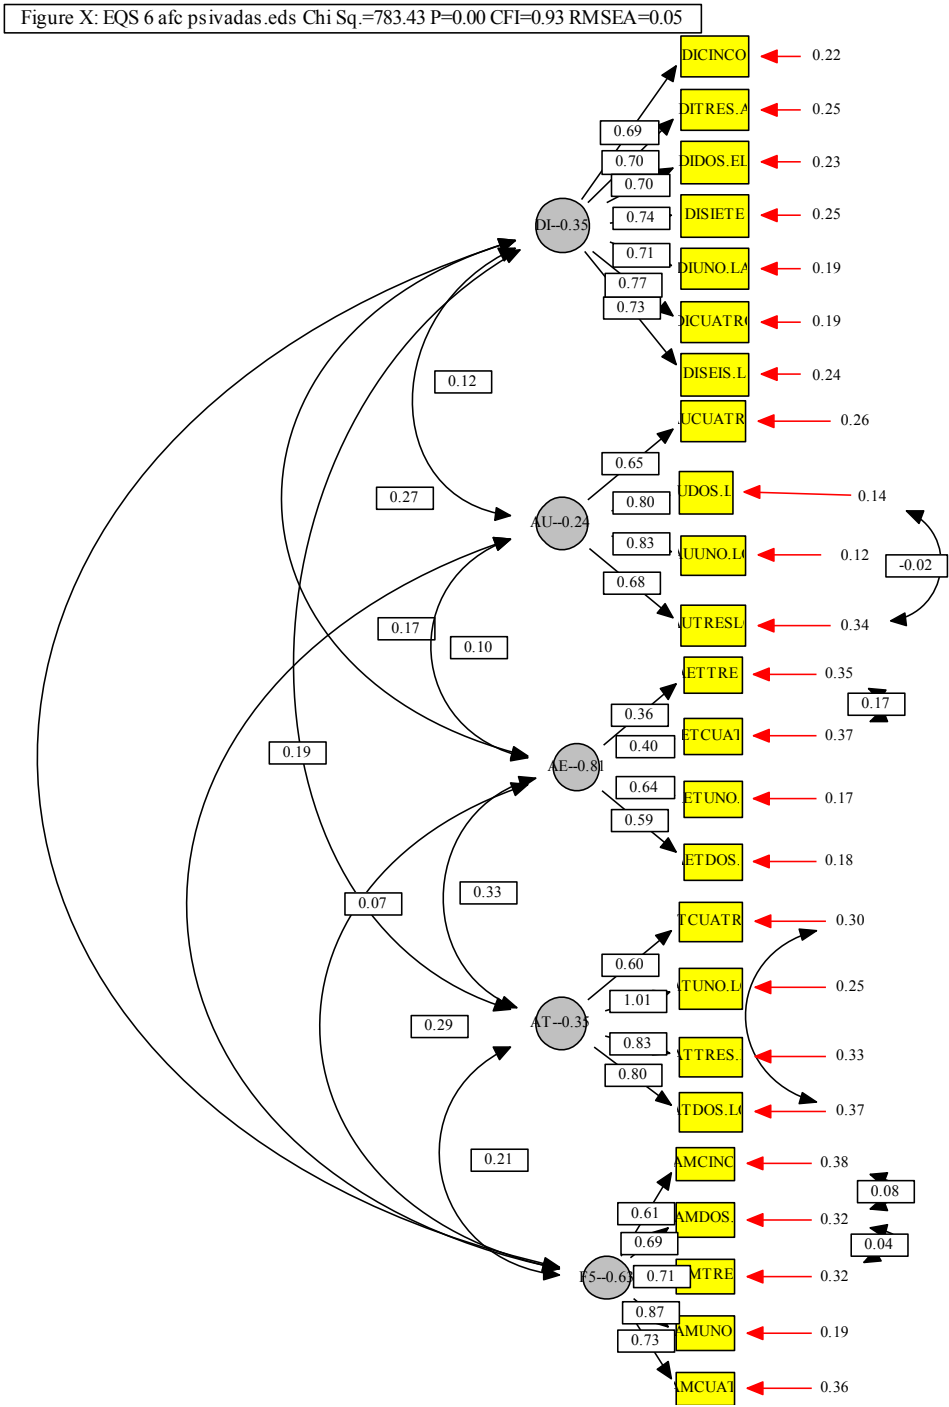 Figure X: EQS 6 afc psivadas.eds Chi Sq.=783.43 P=0.00 CFI=0.93 RMSEA=0.05
DICINCO
0.22
DITRES.A
0.25
0.69
0.70
DIDOS.EL
0.23
0.70
DI--0.35
0.74
DISIETE
0.25
0.71
DIUNO.LA
0.19
0.77
0.73
DICUATRO
0.19
DISEIS.L
0.24
0.12
UCUATR
0.26
0.65
0.27
0.80
UDOS.L
0.14
AU--0.24
0.83
AUUNO.LO
0.12
-0.02
0.68
0.17
0.10
UTRESL
0.34
ETTRE
0.35
0.17
0.36
0.40
ETCUAT
0.37
0.19
AE--0.81
0.64
ETUNO.
0.17
0.59
ETDOS.
0.18
0.33
0.07
TCUATR
0.30
0.60
1.01
TUNO.L
0.25
0.29
AT--0.35
0.83
TTRES.
0.33
0.80
TDOS.LO
0.37
0.21
AMCINC
0.38
0.08
0.61
AMDOS.
0.32
0.69
0.04
F5--0.63
0.71
MTRE
0.32
0.87
0.73
AMUNO
0.19
MCUAT
0.36